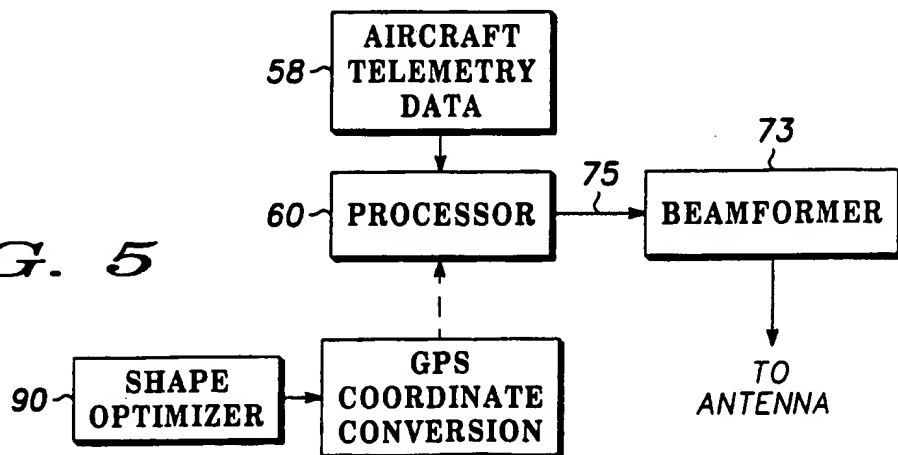 AIRCRAFT
TELEMETRY
DATA
58
73
75
60
PROCESSOR
BEAMFORMER
G. 5
GPS
COORDINATE
CONVERSION
90
SHAPE
OPTIMIZER
TO
ANTENNA